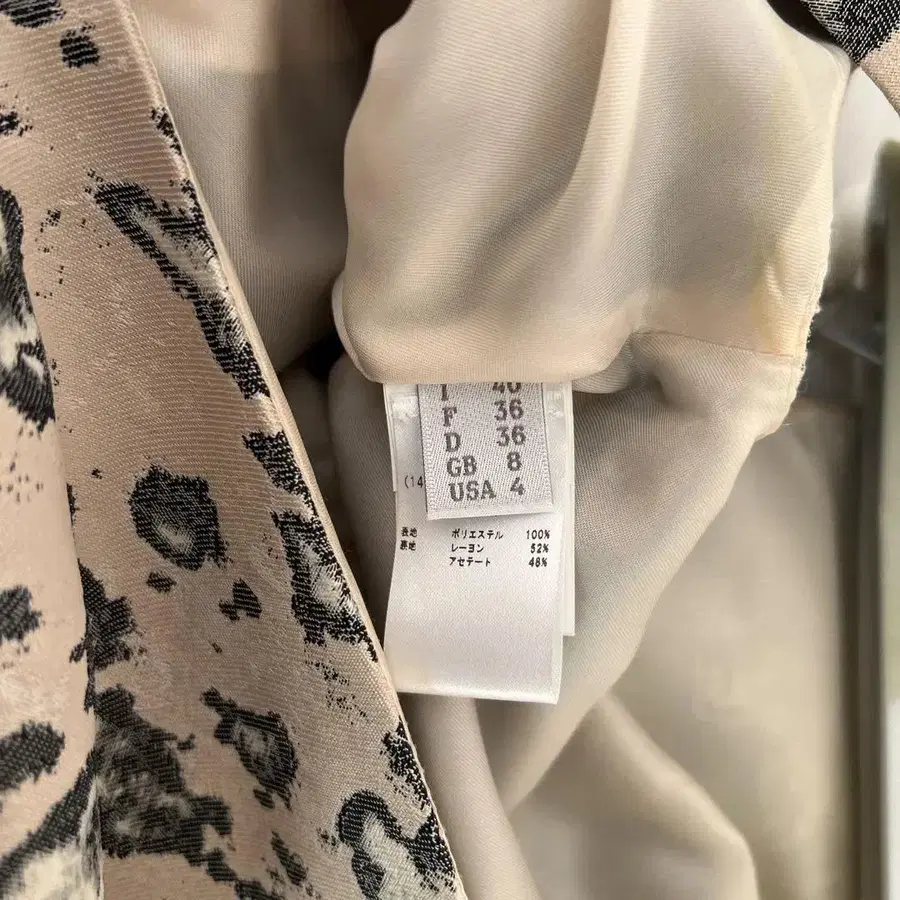 I 40
F 36
D 36
GB 8
USA 4
(14
表地 ポリエステル 100%
裏地 レーヨン 52%
アセテート 48%